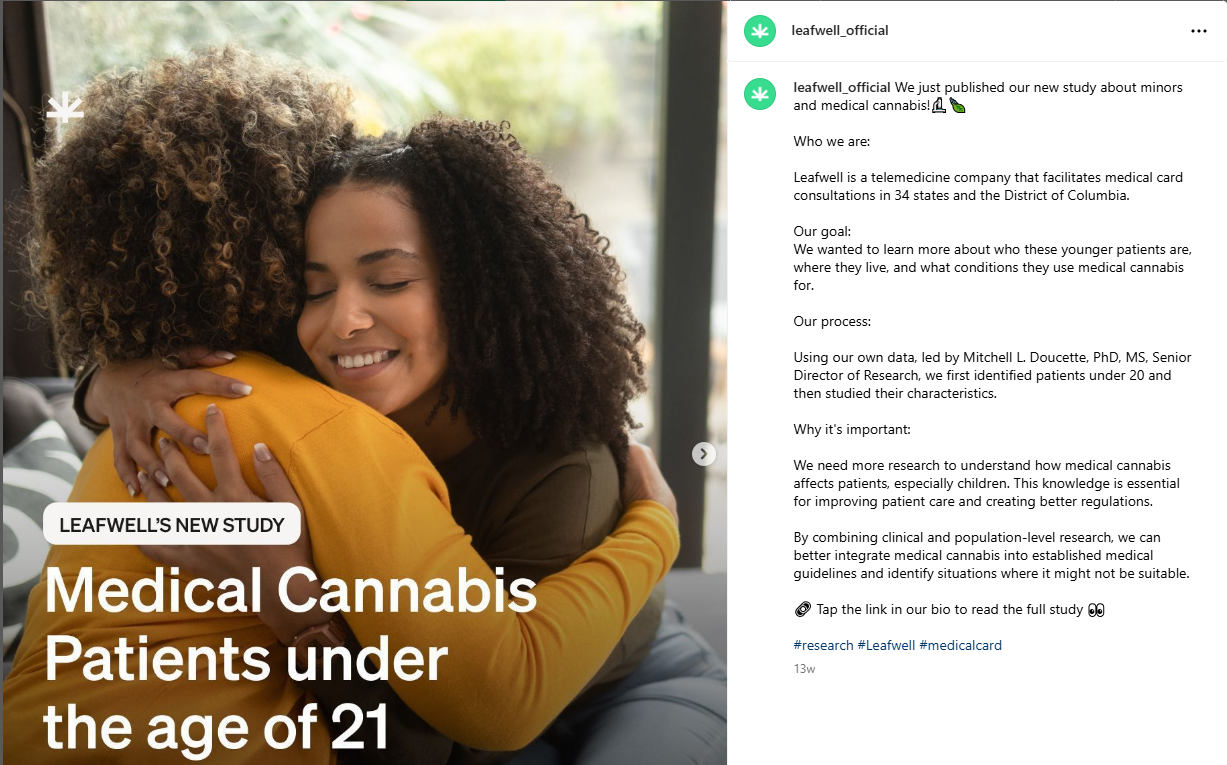 LEAFWELL'S NEW STUDY
Medical Cannabis
Patients under
the age of 21
leafwell_official
leafwell_official We just published our new study about minors
and medical cannabis!🔬🍃
Who we are:
Leafwell is a telemedicine company that facilitates medical card
consultations in 34 states and the District of Columbia.
Our goal:
We wanted to learn more about who these younger patients are,
where they live, and what conditions they use medical cannabis
for.
Our process:
Using our own data, led by Mitchell L. Doucette, PhD, MS, Senior
Director of Research, we first identified patients under 20 and
then studied their characteristics.
Why it's important:
We need more research to understand how medical cannabis
affects patients, especially children. This knowledge is essential
for improving patient care and creating better regulations.
By combining clinical and population-level research, we can
better integrate medical cannabis into established medical
guidelines and identify situations where it might not be suitable.
🔗 Tap the link in our bio to read the full study 👀
#research #Leafwell #medicalcard
13w